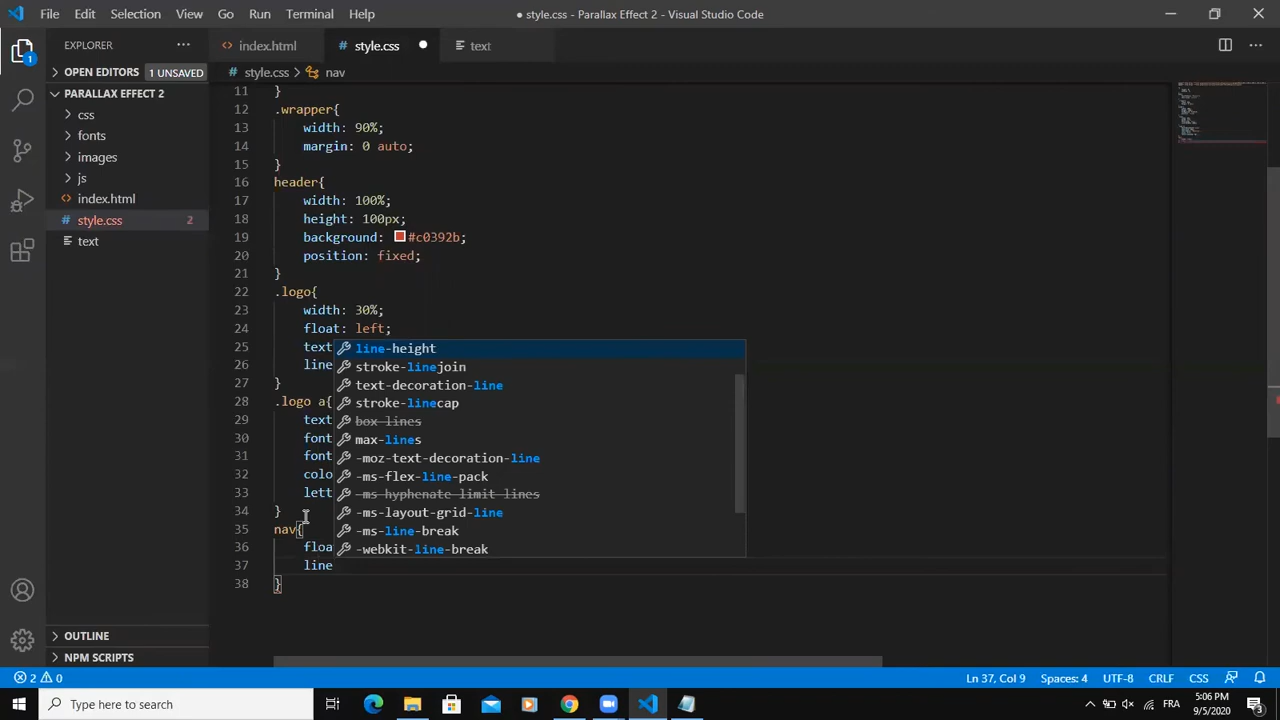 File Edit Selection View Go Run Terminal Help
● style.css - Parallax Effect 2 - Visual Studio Code
EXPLORER
index.html
style.css
text
OPEN EDITORS 1 UNSAVED
style.css > nav
PARALLAX EFFECT 2
css
fonts
images
js
index.html
style.css 2
text
OUTLINE
NPM SCRIPTS
11 }
12 .wrapper{
13 width: 90%;
14 margin: 0 auto;
15 }
16 header{
17 width: 100%;
18 height: 100px;
19 background: #c0392b;
20 position: fixed;
21 }
22 .logo{
23 width: 30%;
24 float: left;
25 text
26 line
27 }
28 .logo a{
29 text
30 font
31 font
32 colo
33 lett
34 }
35 nav{
36 floa
37 line
38 }
line-height
stroke-linejoin
text-decoration-line
stroke-linecap
box-lines
max-lines
-moz-text-decoration-line
-ms-flex-line-pack
-ms-hyphenate-limit-lines
-ms-layout-grid-line
-ms-line-break
-webkit-line-break
2 0
Ln 37, Col 9 Spaces: 4 UTF-8 CRLF CSS
Type here to search
FRA
5:06 PM
9/5/2020
3
1